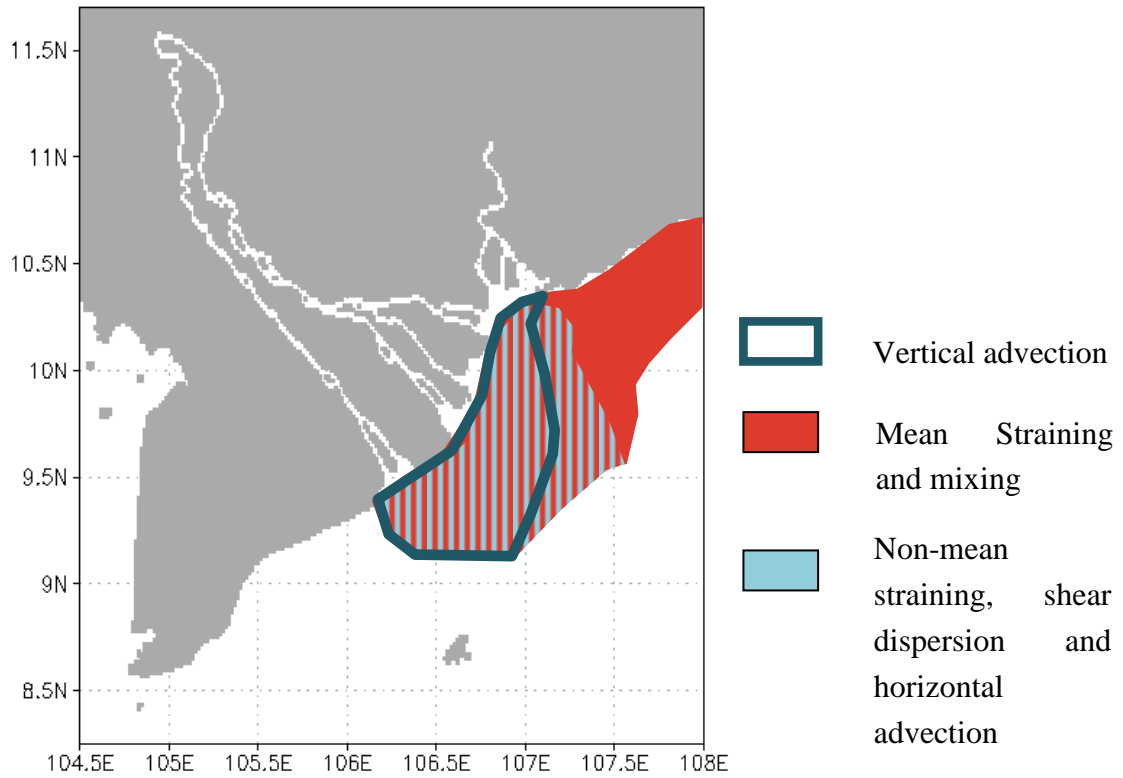 11.5N
11N
10.5N
10N
9.5N
9N
8.5N
104.5E 105E 105.5E 106E 106.5E 107E 107.5E 108E
Vertical advection
Mean Straining
and mixing
Non-mean
straining, shear
dispersion and
horizontal
advection